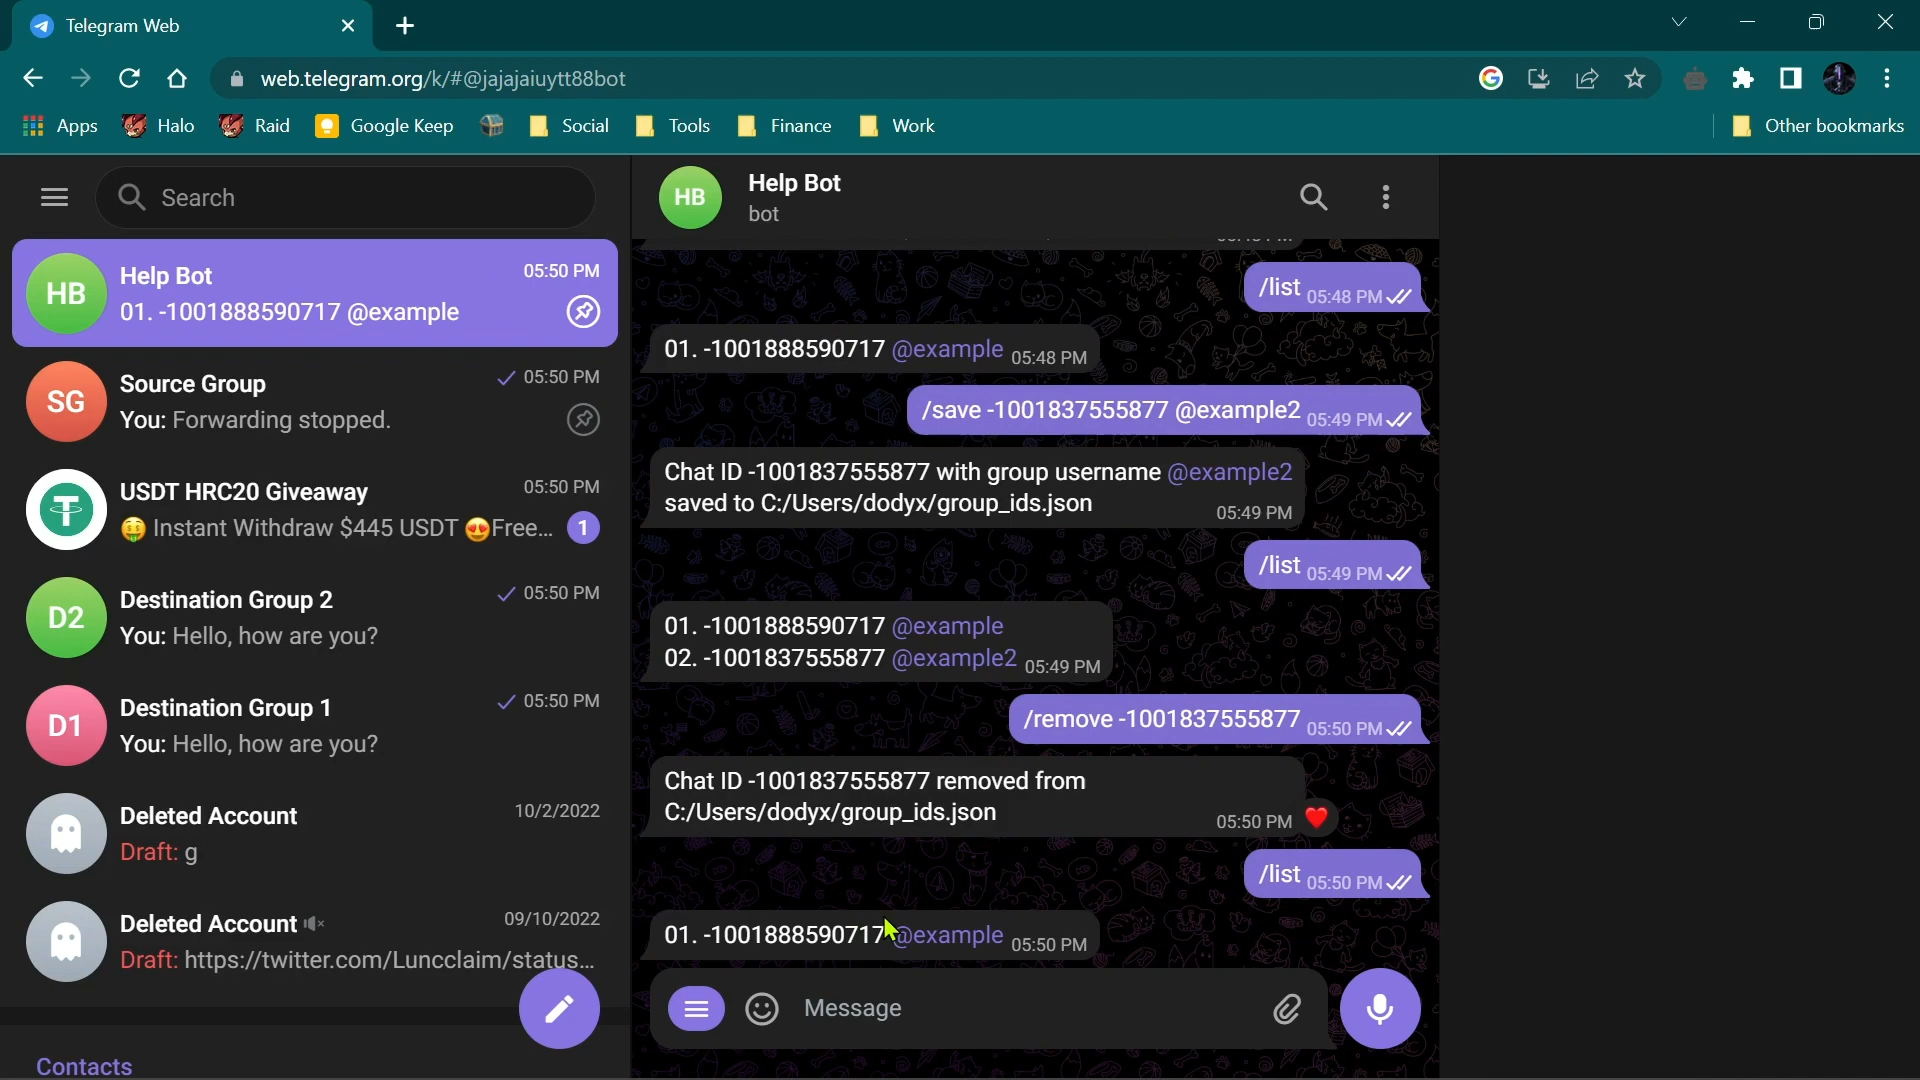 Telegram Web
web.telegram.org/k/#@jajajaiuytt88bot
Apps
Halo
Raid
Google Keep
Social
Tools
Finance
Work
Other bookmarks
Search
HB
Help Bot
05:50 PM
01. -1001888590717 @example
SG
Source Group
05:50 PM
You: Forwarding stopped.
USDT HRC20 Giveaway
05:50 PM
🤑 Instant Withdraw $445 USDT 😍Free...
1
D2
Destination Group 2
05:50 PM
You: Hello, how are you?
D1
Destination Group 1
05:50 PM
You: Hello, how are you?
Deleted Account
10/2/2022
Draft: g
Deleted Account
09/10/2022
Draft: https://twitter.com/Luncclaim/status...
Contacts
HB
Help Bot
bot
/list 05:48 PM
01. -1001888590717 @example 05:48 PM
/save -1001837555877 @example2 05:49 PM
Chat ID -1001837555877 with group username @example2
saved to C:/Users/dodyx/group_ids.json
05:49 PM
/list 05:49 PM
01. -1001888590717 @example
02. -1001837555877 @example2 05:49 PM
/remove -1001837555877 05:50 PM
Chat ID -1001837555877 removed from
C:/Users/dodyx/group_ids.json
05:50 PM
/list 05:50 PM
01. -1001888590717 @example 05:50 PM
Message